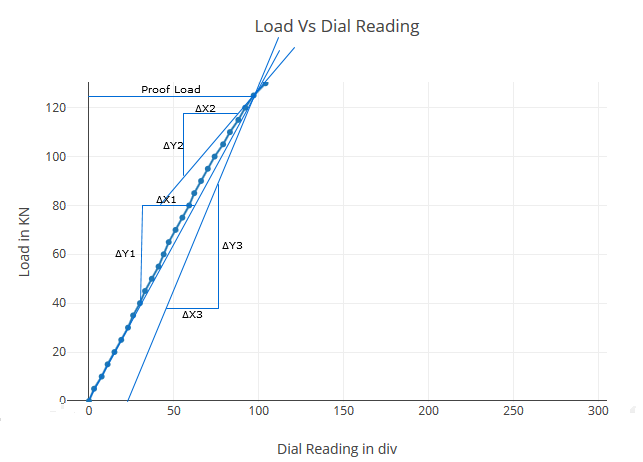 Load Vs Dial Reading
Proof Load
120
ΔX2
ΔY2
100
80
ΔX1
ΔY3
ΔY1
60
40
ΔX3
20
0
0 50 100 150 200 250 300
Load in KN
Dial Reading in div